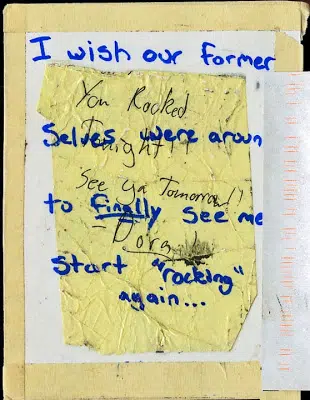 I wish our former
You Rocked
Tonight!!
Selves were aroun
See ya Tomorrow!!
to finally see me
- Dora
start "rocking"
again...